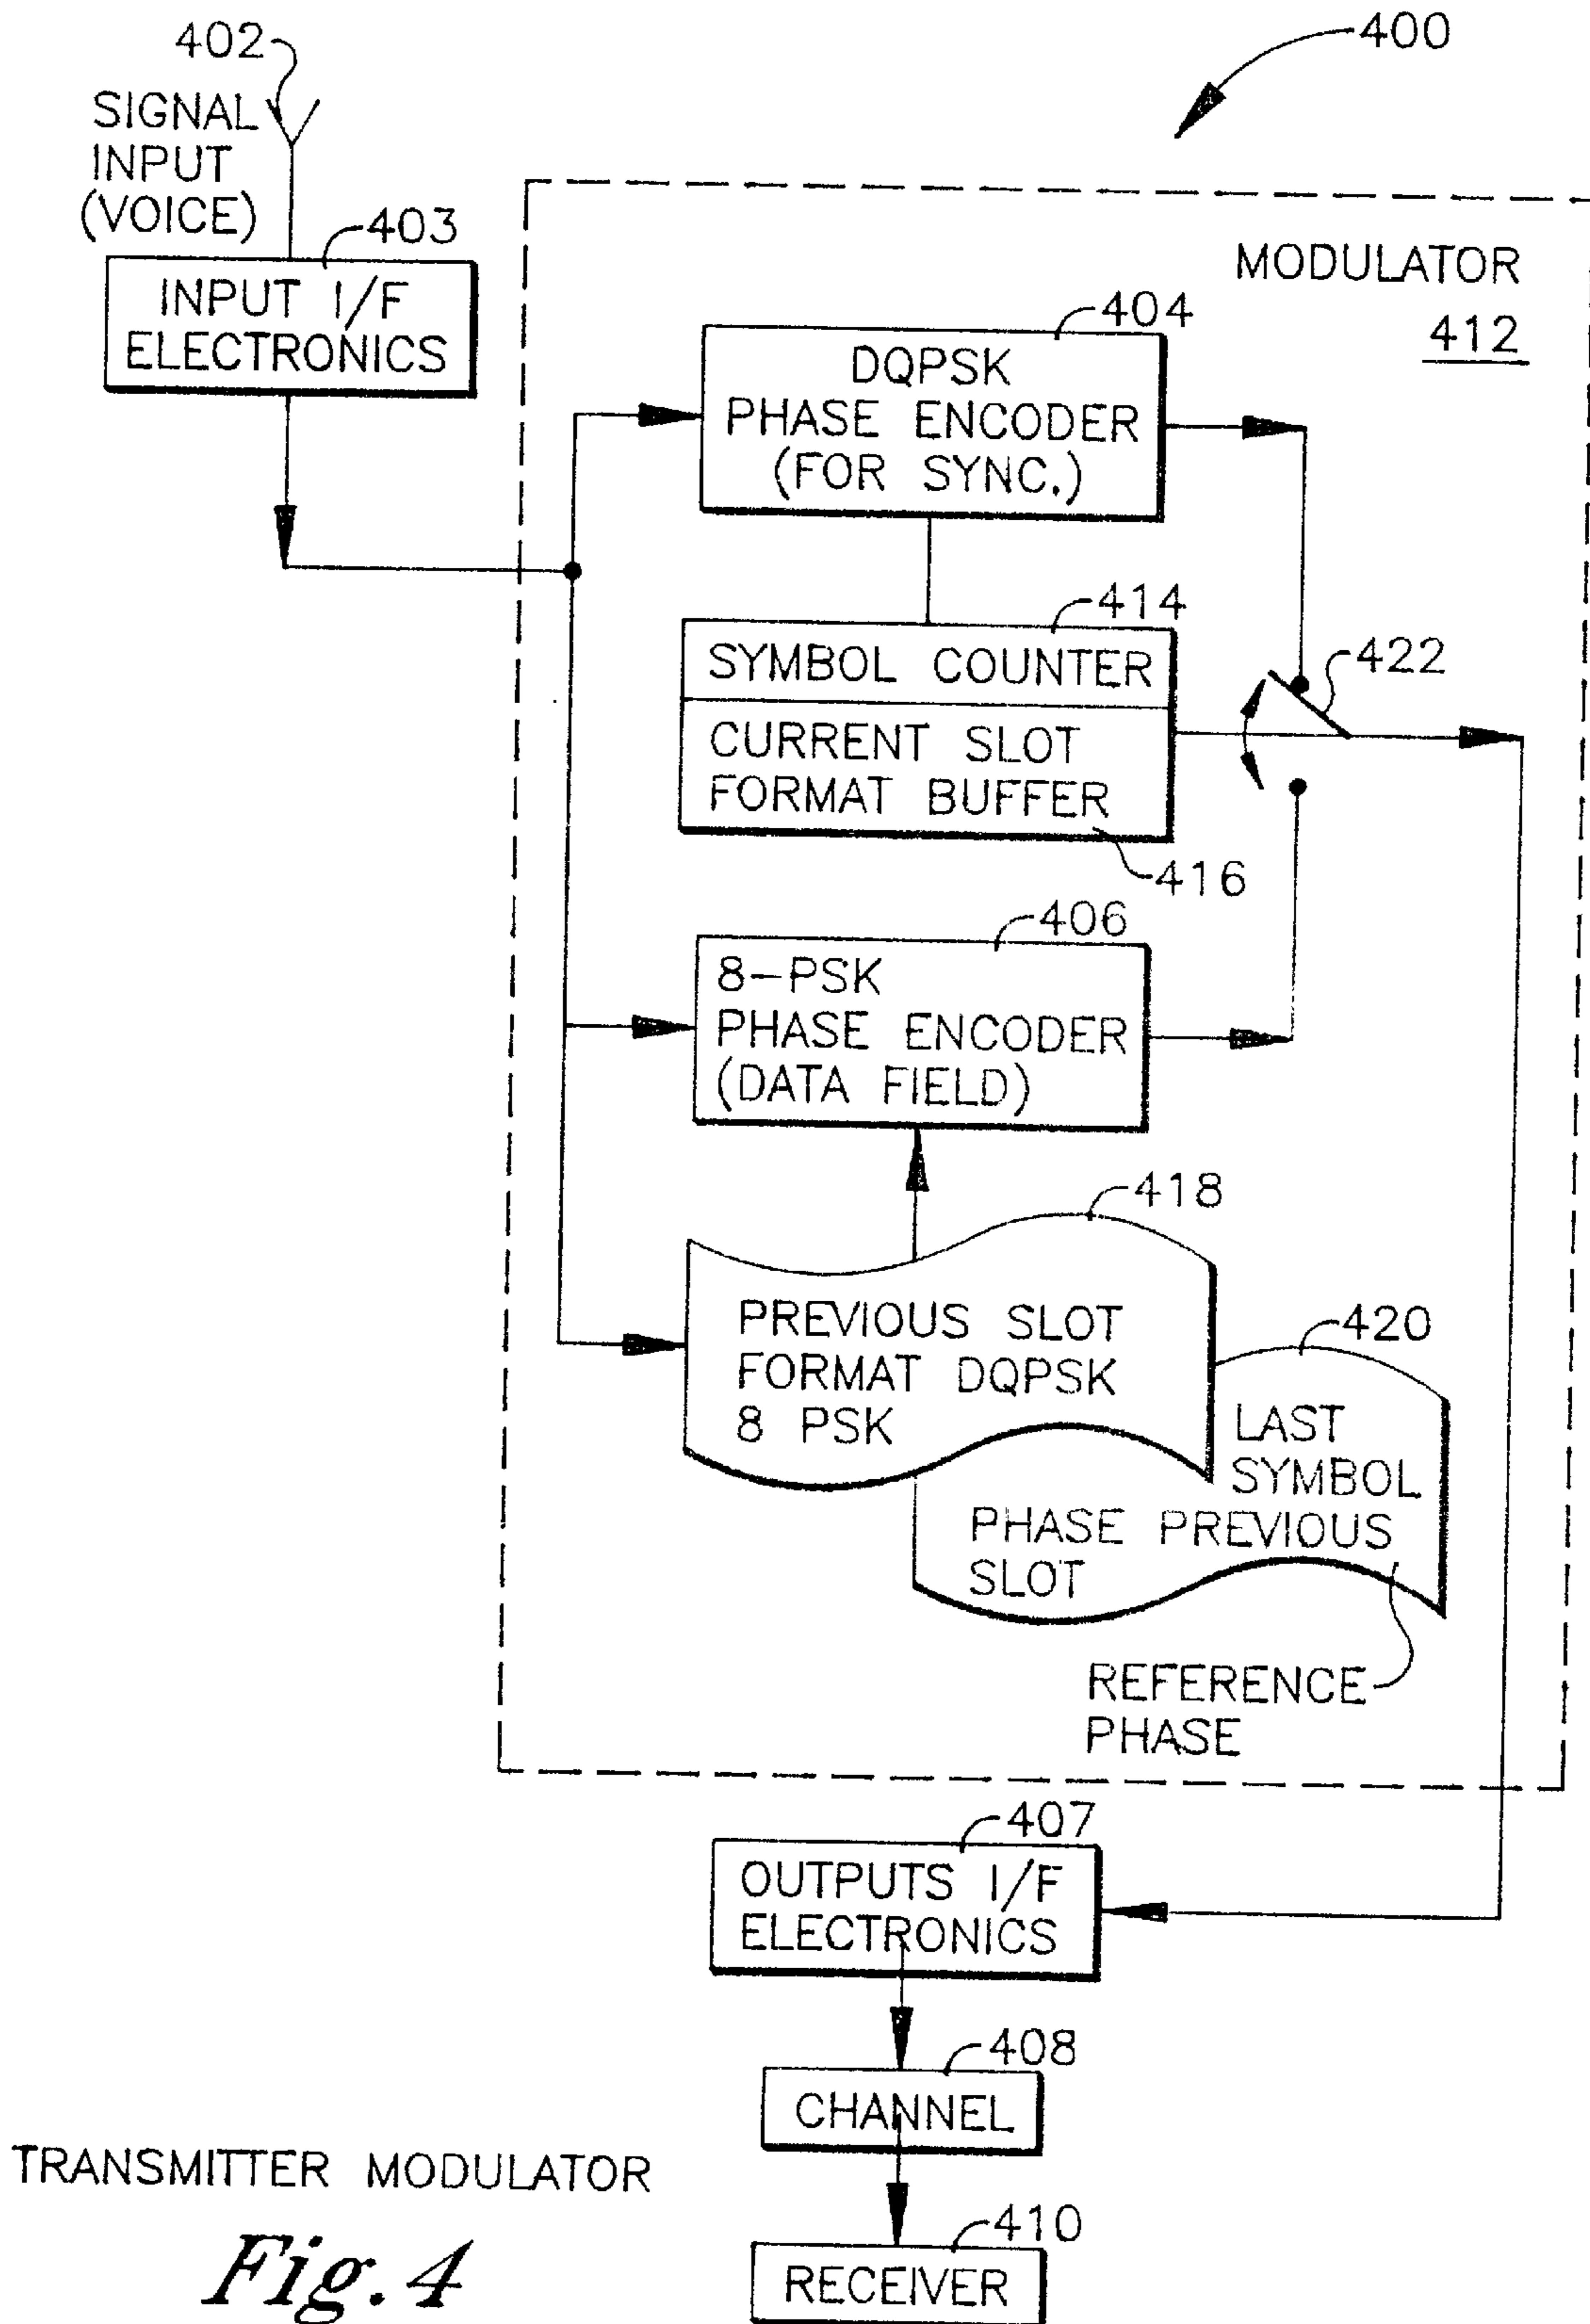 400
402
SIGNAL
INPUT
(VOICE)
403
INPUT I/F
ELECTRONICS
MODULATOR
412
404
DQPSK
PHASE ENCODER
(FOR SYNC.)
414
SYMBOL COUNTER
422
CURRENT SLOT
FORMAT BUFFER
416
406
8-PSK
PHASE ENCODER
(DATA FIELD)
418
PREVIOUS SLOT
FORMAT DQPSK
8 PSK
420
LAST
SYMBOL
PHASE PREVIOUS
SLOT
REFERENCE
PHASE
407
OUTPUTS I/F
ELECTRONICS
408
CHANNEL
410
RECEIVER
TRANSMITTER MODULATOR
Fig. 4